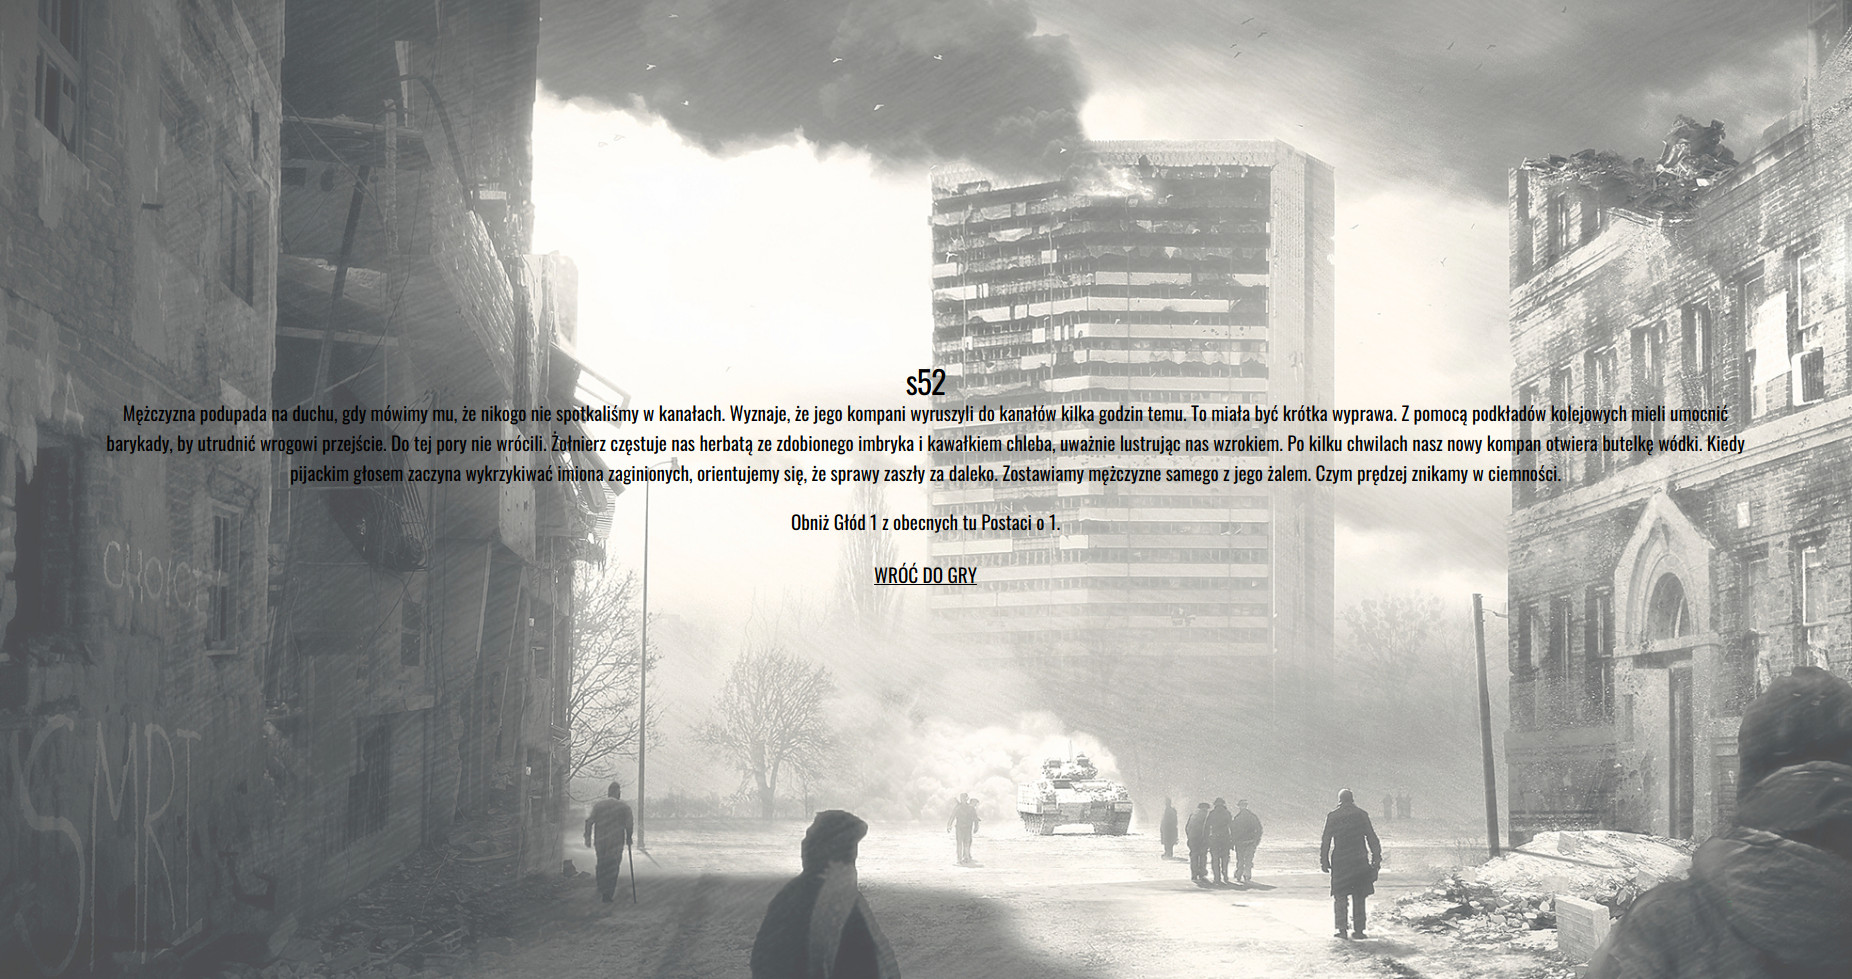 s52
Mężczyzna podupada na duchu, gdy mówimy mu, że nikogo nie spotkaliśmy w kanałach. Wyznaje, że jego kompani wyruszyli do kanałów kilka godzin temu. To miała być krótka wyprawa. Z pomocą podkładów kolejowych mieli umocnić
barykady, by utrudnić wrogowi przejście. Do tej pory nie wrócili. Żołnierz częstuje nas herbatą ze zdobionego imbryka i kawałkiem chleba, uważnie lustrując nas wzrokiem. Po kilku chwilach nasz nowy kompan otwiera butelkę wódki. Kiedy
pijackim głosem zaczyna wykrzykiwać imiona zaginionych, orientujemy się, że sprawy zaszły za daleko. Zostawiamy mężczyzne samego z jego żalem. Czym prędzej znikamy w ciemności.
Obniż Głód 1 z obecnych tu Postaci o 1.
WRÓĆ DO GRY
CHOICE
SMRT